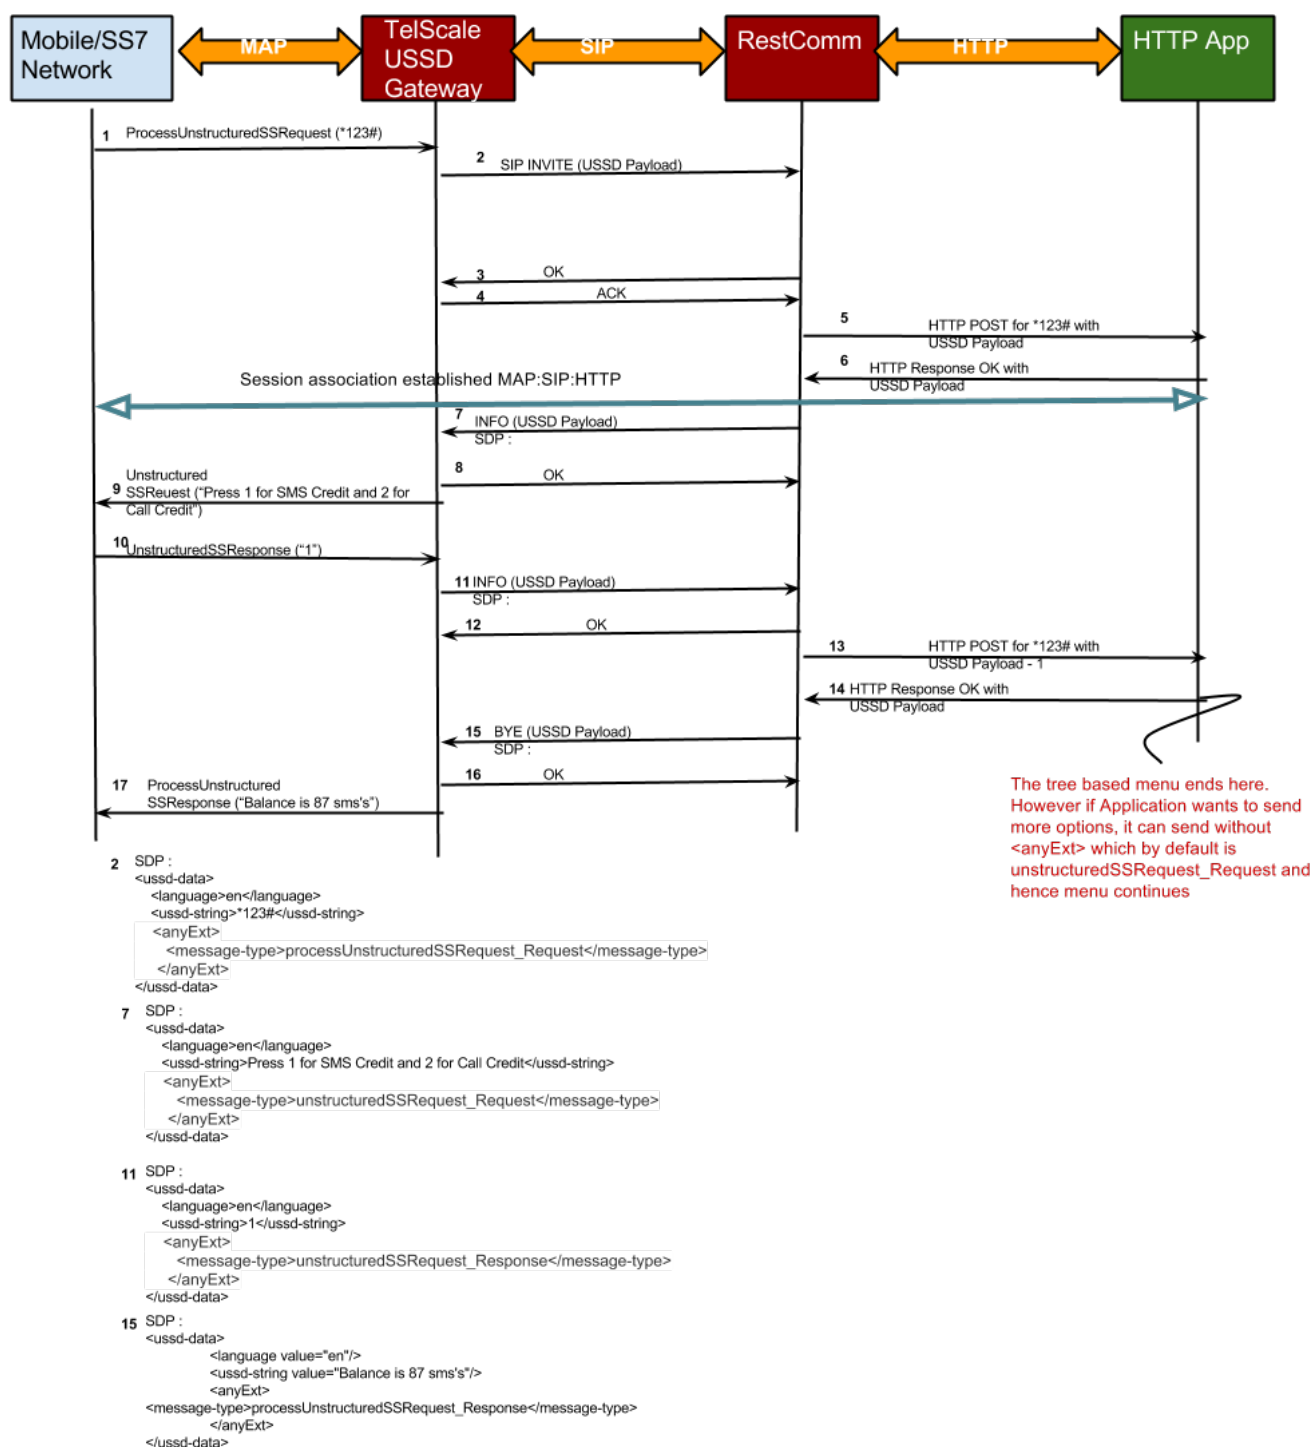 Mobile/SS7
Network
MAP
TelScale
USSD
Gateway
SIP
RestComm
HTTP
HTTP App
1 ProcessUnstructuredSSRequest (*123#)
2 SIP INVITE (USSD Payload)
3 OK
4 ACK
5 HTTP POST for *123# with
USSD Payload
6 HTTP Response OK with
USSD Payload
Session association established MAP:SIP:HTTP
7 INFO (USSD Payload)
SDP :
8 OK
Unstructured
9 SSReuest (“Press 1 for SMS Credit and 2 for
Call Credit”)
10 UnstructuredSSResponse (“1”)
11 INFO (USSD Payload)
SDP :
12 OK
13 HTTP POST for *123# with
USSD Payload - 1
14 HTTP Response OK with
USSD Payload
15 BYE (USSD Payload)
SDP :
16 OK
17 ProcessUnstructured
SSResponse (“Balance is 87 sms's”)
The tree based menu ends here.
However if Application wants to send
more options, it can send without
<anyExt> which by default is
unstructuredSSRequest_Request and
hence menu continues
2 SDP :
<ussd-data>
<language>en</language>
<ussd-string>*123#</ussd-string>
<anyExt>
<message-type>processUnstructuredSSRequest_Request</message-type>
</anyExt>
</ussd-data>
7 SDP :
<ussd-data>
<language>en</language>
<ussd-string>Press 1 for SMS Credit and 2 for Call Credit</ussd-string>
<anyExt>
<message-type>unstructuredSSRequest_Request</message-type>
</anyExt>
</ussd-data>
11 SDP :
<ussd-data>
<language>en</language>
<ussd-string>1</ussd-string>
<anyExt>
<message-type>unstructuredSSRequest_Response</message-type>
</anyExt>
</ussd-data>
15 SDP :
<ussd-data>
<language value="en"/>
<ussd-string value="Balance is 87 sms's"/>
<anyExt>
<message-type>processUnstructuredSSRequest_Response</message-type>
</anyExt>
</ussd-data>